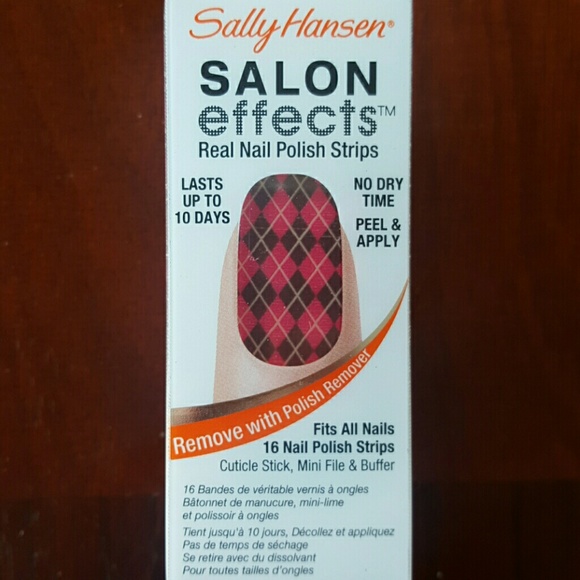 Sally Hansen®
SALON
effects™
Real Nail Polish Strips
LASTS
UP TO
10 DAYS
NO DRY
TIME
PEEL &
APPLY
Remove with Polish Remover
Fits All Nails
16 Nail Polish Strips
Cuticle Stick, Mini File & Buffer
16 Bandes de véritable vernis à ongles
Bâtonnet de manucure, mini-lime
et polissoir à ongles
Tient jusqu'à 10 jours, Décollez et appliquez
Pas de temps de séchage
Se retire avec du dissolvant
Pour toutes tailles d'ongles